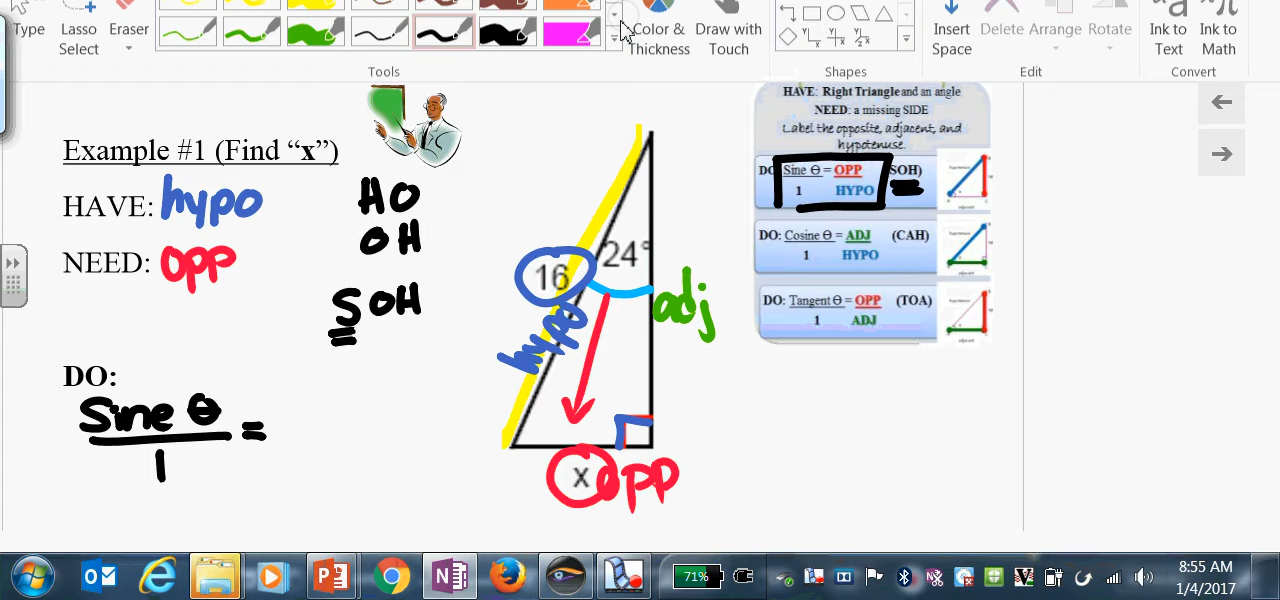 Type
Lasso Select
Eraser
Color & Thickness
Draw with Touch
Insert Space
Delete
Arrange
Rotate
Ink to Text
Ink to Math
Tools
Shapes
Edit
Convert
Example #1 (Find “x”)
HAVE: hypo
NEED: opp
HO
OH
SOH
DO:
Sine θ =
1
24°
16
hypo
adj
x opp
HAVE: Right Triangle and an angle
NEED: a missing SIDE
Label the opposite, adjacent, and
hypotenuse.
DO: Sine Θ = OPP (SOH)
1 HYPO
DO: Cosine Θ = ADJ (CAH)
1 HYPO
DO: Tangent Θ = OPP (TOA)
1 ADJ
71%
8:55 AM
1/4/2017